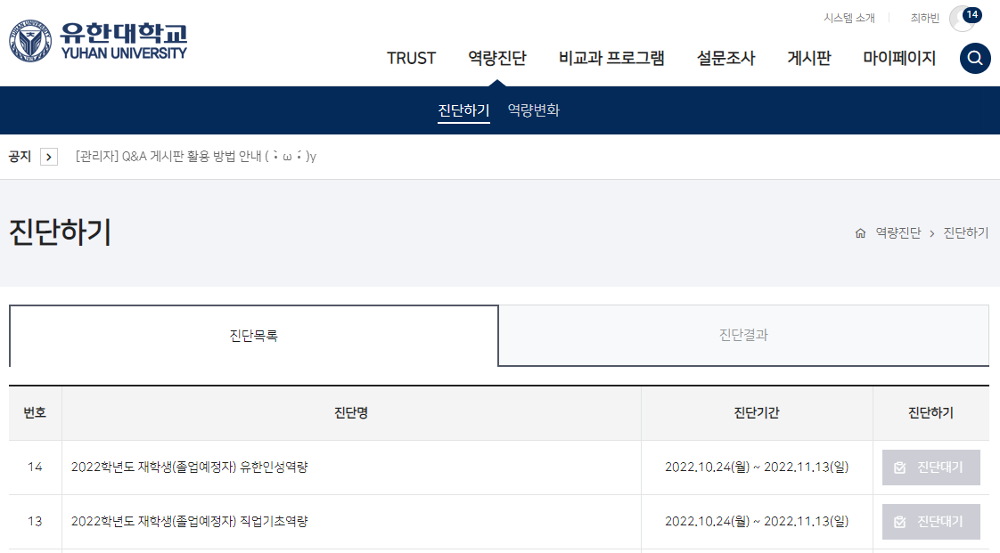 시스템 소개
최하빈
14
유한대학교
YUHAN UNIVERSITY
TRUST 역량진단 비교과 프로그램 설문조사 게시판 마이페이지
진단하기 역량변화
공지 > [관리자] Q&A 게시판 활용 방법 안내 (ㆍ̀ωㆍ́)y
진단하기
역량진단 > 진단하기
진단목록 진단결과
번호 진단명 진단기간 진단하기
14 2022학년도 재학생(졸업예정자) 유한인성역량 2022.10.24(월) ~ 2022.11.13(일) 진단대기
13 2022학년도 재학생(졸업예정자) 직업기초역량 2022.10.24(월) ~ 2022.11.13(일) 진단대기